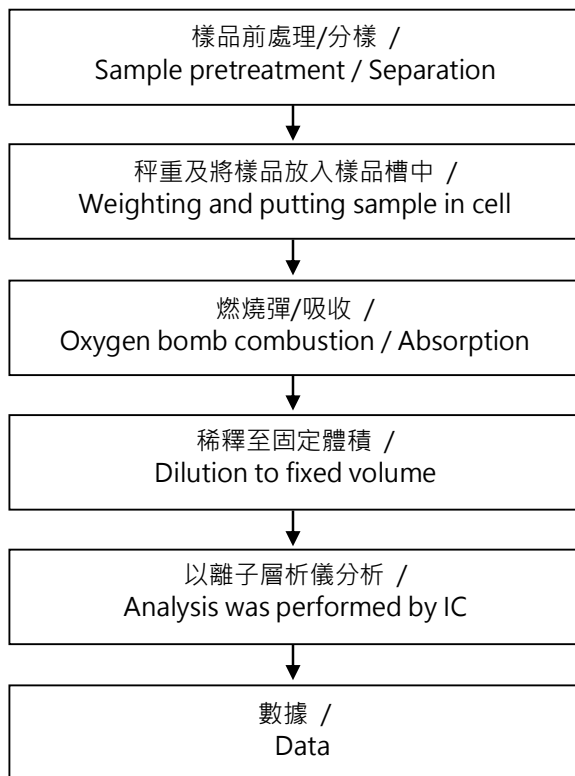 樣品前處理/分樣 /
Sample pretreatment / Separation
秤重及將樣品放入樣品槽中 /
Weighting and putting sample in cell
燃燒彈/吸收 /
Oxygen bomb combustion / Absorption
稀釋至固定體積 /
Dilution to fixed volume
以離子層析儀分析 /
Analysis was performed by IC
數據 /
Data